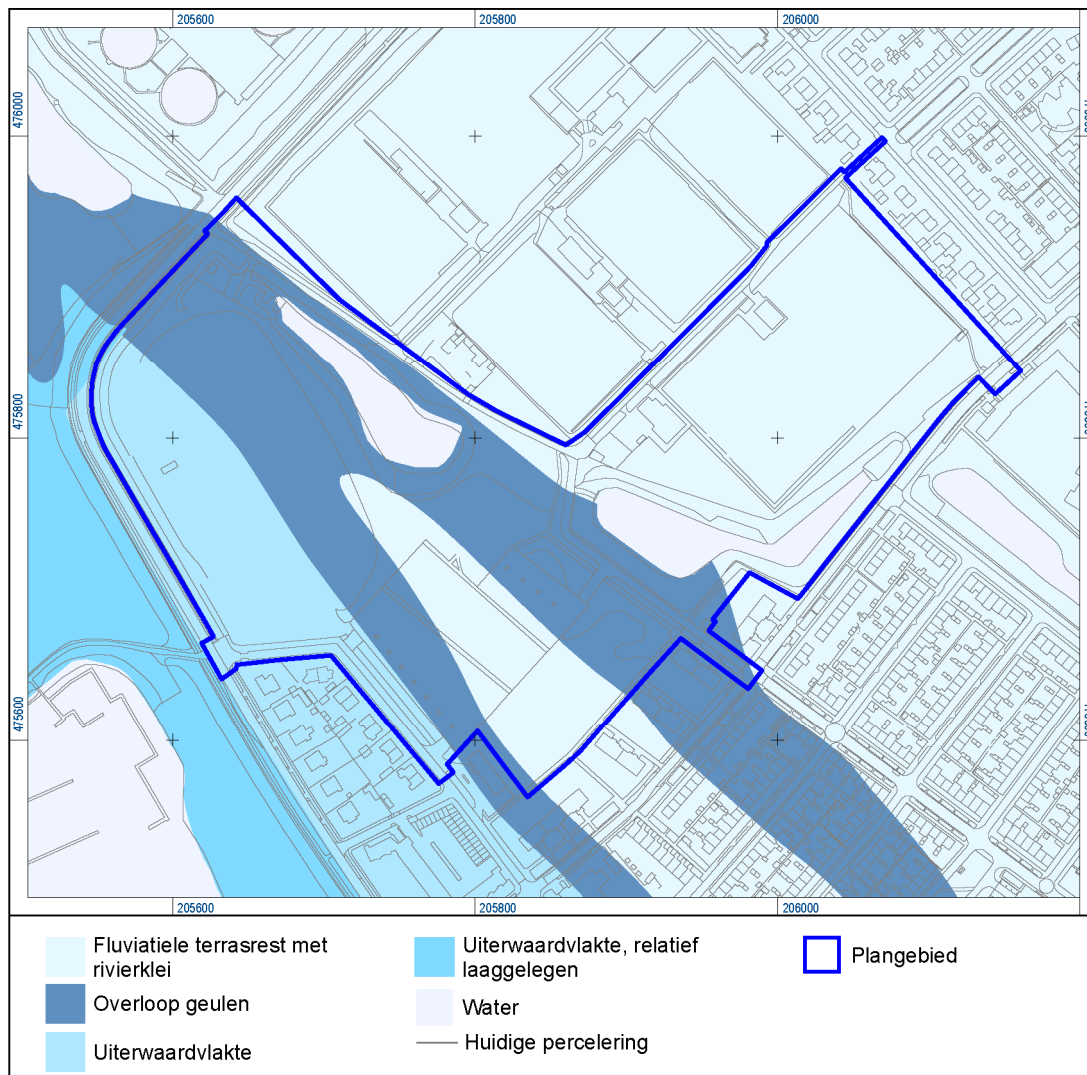 205600
205800
206000
476000
475800
475600
205600
205800
206000
Fluviatiele terrasrest met
rivierklei
Overloop geulen
Uiterwaardvlakte
Uiterwaardvlakte, relatief
laaggelegen
Water
Huidige percelering
Plangebied